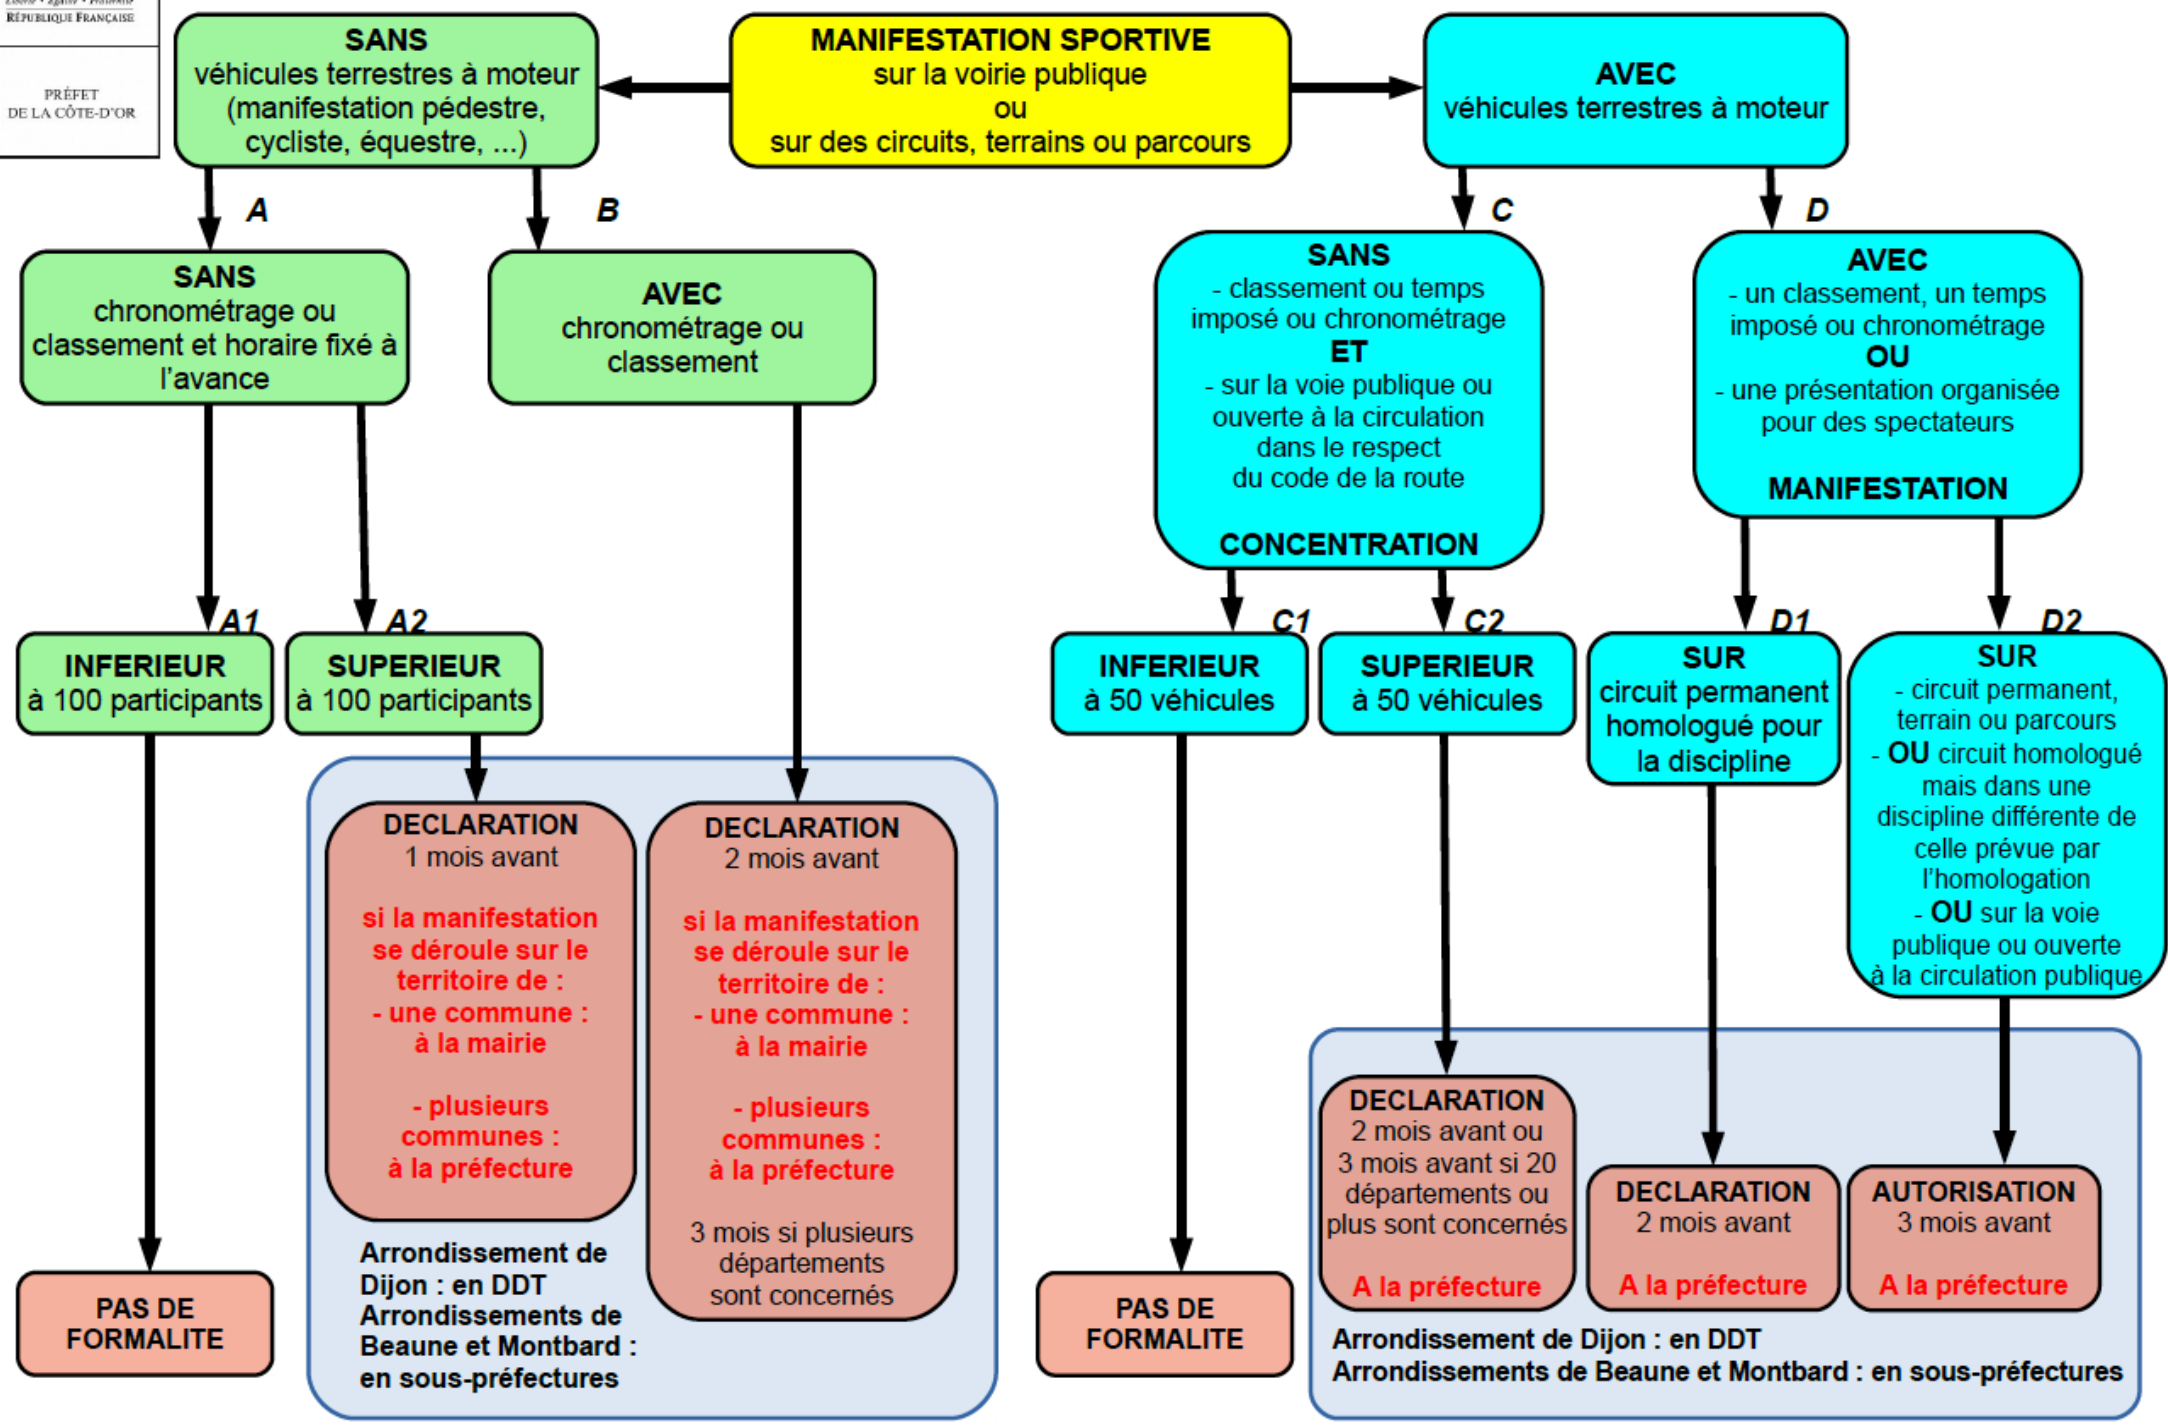 Liberté • Égalité • Fraternité
RÉPUBLIQUE FRANÇAISE
PRÉFET
DE LA CÔTE-D'OR
SANS
véhicules terrestres à moteur
(manifestation pédestre,
cycliste, équestre, ...)
MANIFESTATION SPORTIVE
sur la voirie publique
ou
sur des circuits, terrains ou parcours
AVEC
véhicules terrestres à moteur
A
B
C
D
SANS
chronométrage ou
classement et horaire fixé à
l'avance
AVEC
chronométrage ou
classement
SANS
- classement ou temps
imposé ou chronométrage
ET
- sur la voie publique ou
ouverte à la circulation
dans le respect
du code de la route
CONCENTRATION
AVEC
- un classement, un temps
imposé ou chronométrage
OU
- une présentation organisée
pour des spectateurs
MANIFESTATION
A1
INFERIEUR
à 100 participants
A2
SUPERIEUR
à 100 participants
C1
INFERIEUR
à 50 véhicules
C2
SUPERIEUR
à 50 véhicules
D1
SUR
circuit permanent
homologué pour
la discipline
D2
SUR
- circuit permanent,
terrain ou parcours
- OU circuit homologué
mais dans une
discipline différente de
celle prévue par
l'homologation
- OU sur la voie
publique ou ouverte
à la circulation publique
PAS DE
FORMALITE
DECLARATION
1 mois avant
si la manifestation
se déroule sur le
territoire de :
- une commune :
à la mairie
- plusieurs
communes :
à la préfecture
DECLARATION
2 mois avant
si la manifestation
se déroule sur le
territoire de :
- une commune :
à la mairie
- plusieurs
communes :
à la préfecture
3 mois si plusieurs
départements
sont concernés
Arrondissement de
Dijon : en DDT
Arrondissements de
Beaune et Montbard :
en sous-préfectures
PAS DE
FORMALITE
DECLARATION
2 mois avant ou
3 mois avant si 20
départements ou
plus sont concernés
A la préfecture
DECLARATION
2 mois avant
A la préfecture
AUTORISATION
3 mois avant
A la préfecture
Arrondissement de Dijon : en DDT
Arrondissements de Beaune et Montbard : en sous-préfectures